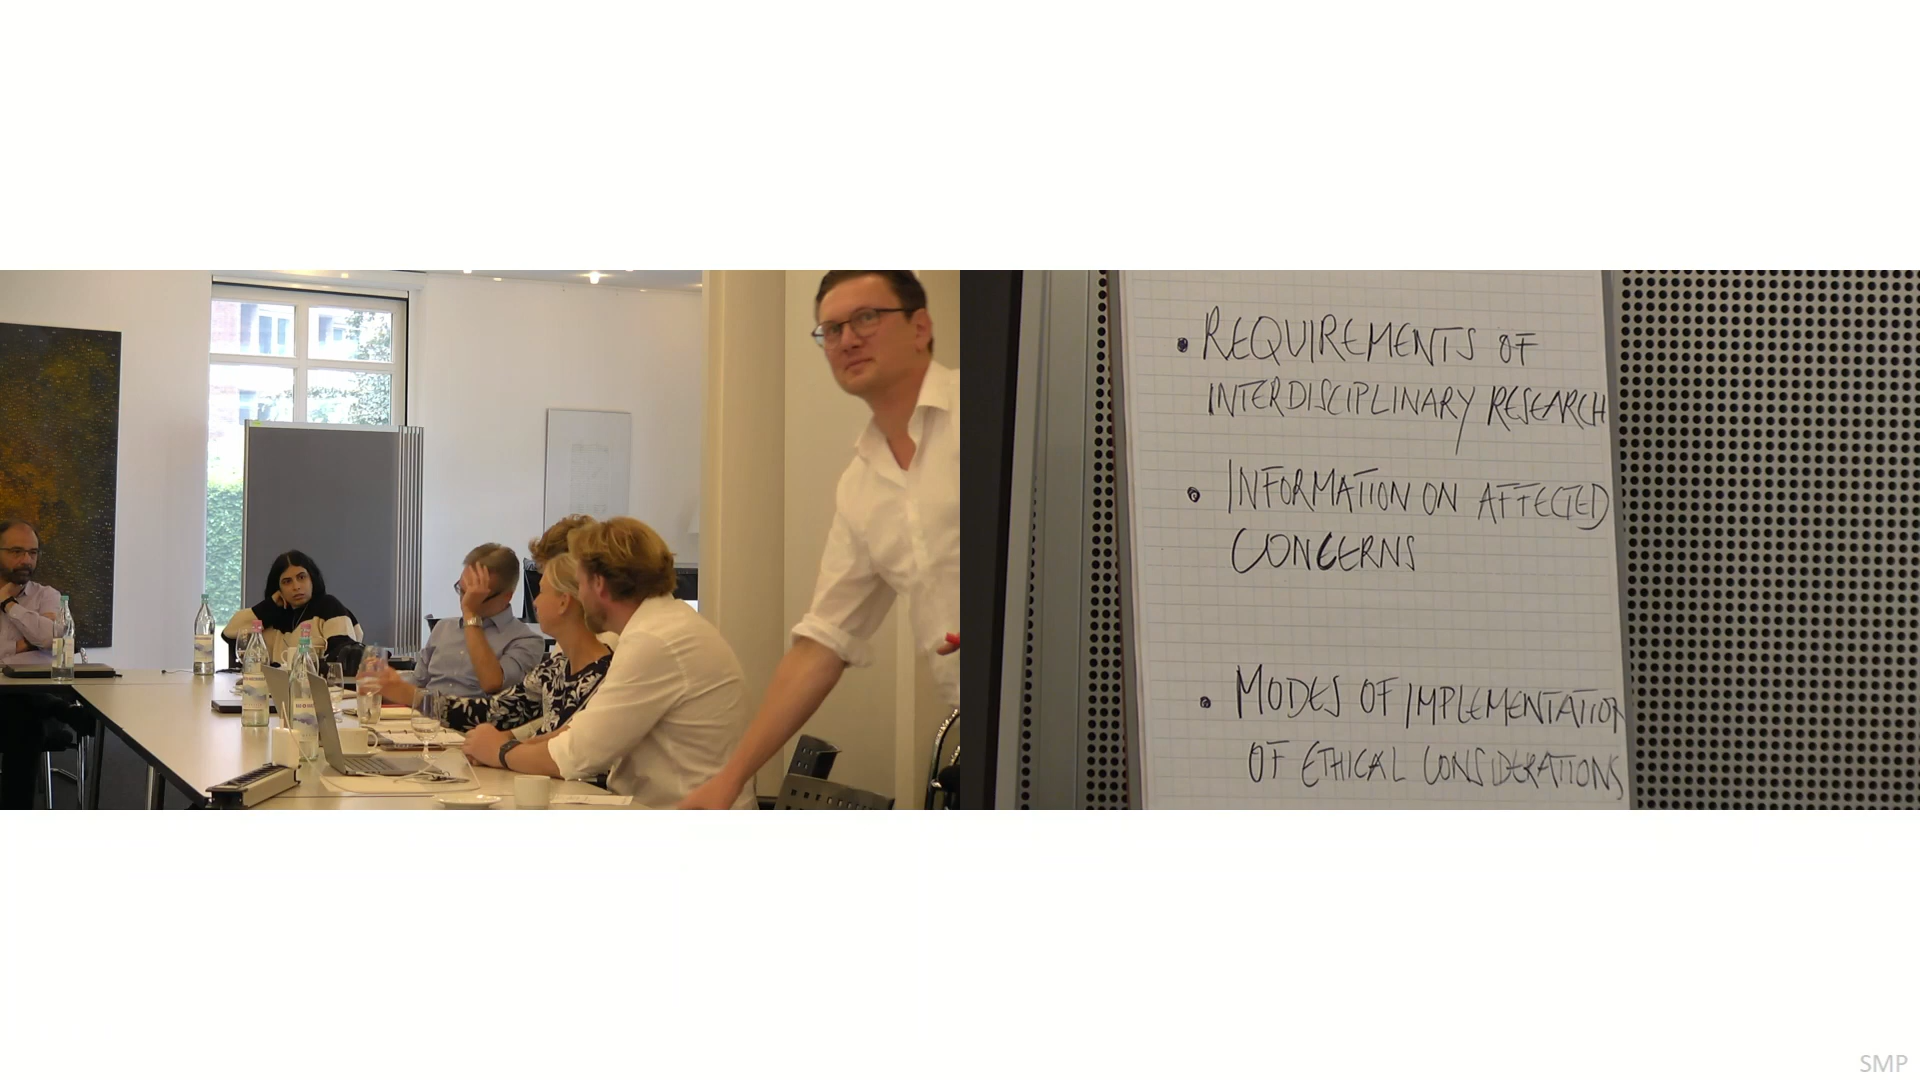 • REQUIREMENTS OF
INTERDISCIPLINARY RESEARCH
• INFORMATION ON AFFECTED
CONCERNS
• MODES OF IMPLEMENTATION
OF ETHICAL CONSIDERATIONS
SMP